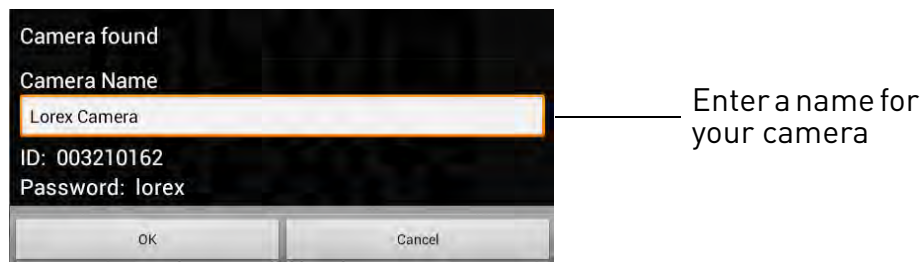 Camera found
Camera Name
Lorex Camera
ID: 003210162
Password: lorex
OK
Cancel
Enter a name for
your camera